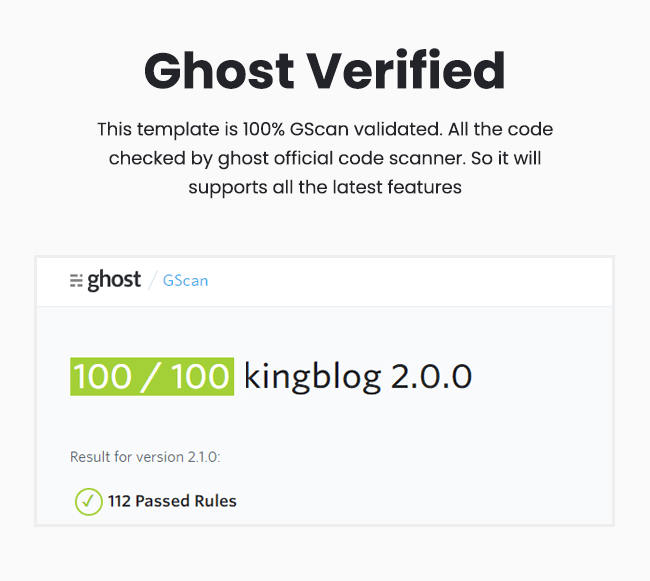 Ghost Verified
This template is 100% GScan validated. All the code
checked by ghost official code scanner. So it will
supports all the latest features
ghost / GScan
100 / 100 kingblog 2.0.0
Result for version 2.1.0:
112 Passed Rules